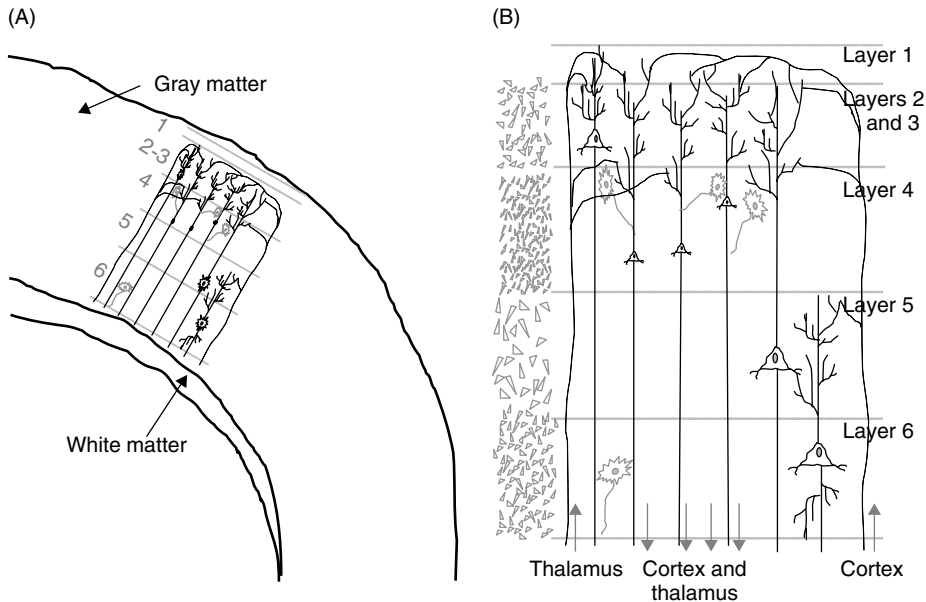 (A)
Gray matter
1
2-3
4
5
6
White matter
(B)
Layer 1
Layers 2
and 3
Layer 4
Layer 5
Layer 6
Thalamus
Cortex and
thalamus
Cortex